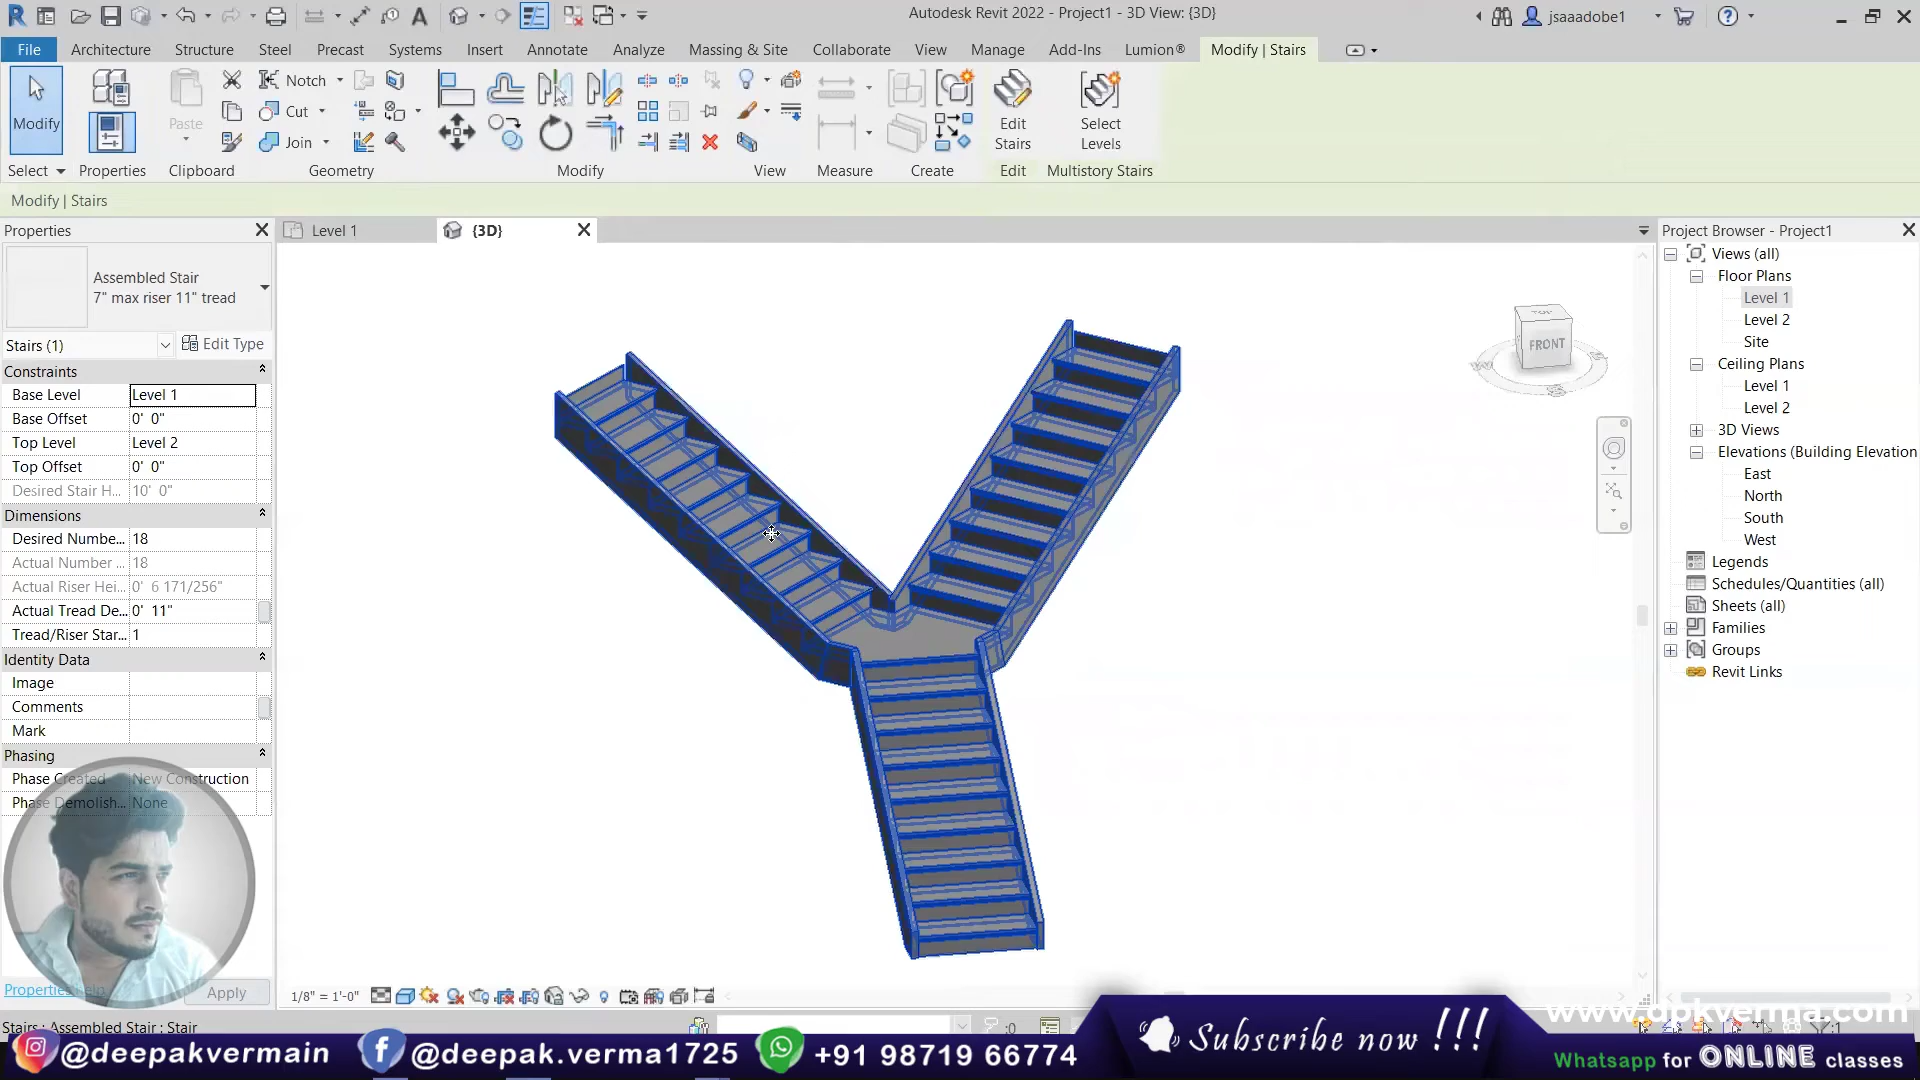 Autodesk Revit 2022 - Project1 - 3D View: {3D}
jsaaadobe1
File Architecture Structure Steel Precast Systems Insert Annotate Analyze Massing & Site Collaborate View Manage Add-Ins Lumion® Modify | Stairs
Modify
Paste
Notch
Cut
Join
Edit Stairs
Select Levels
Select Properties Clipboard Geometry Modify View Measure Create Edit Multistory Stairs
Modify | Stairs
Properties
Level 1
{3D}
Project Browser - Project1
Assembled Stair
7" max riser 11" tread
Stairs (1)
Edit Type
Constraints
Base Level Level 1
Base Offset 0' 0"
Top Level Level 2
Top Offset 0' 0"
Desired Stair H... 10' 0"
Dimensions
Desired Numbe... 18
Actual Number ... 18
Actual Riser Hei... 0' 6 171/256"
Actual Tread De... 0' 11"
Tread/Riser Star... 1
Identity Data
Image
Comments
Mark
Phasing
Phase Created New Construction
Phase Demolish... None
Properties help
Apply
TOP
FRONT
W
S
Views (all)
Floor Plans
Level 1
Level 2
Site
Ceiling Plans
Level 1
Level 2
3D Views
Elevations (Building Elevation
East
North
South
West
Legends
Schedules/Quantities (all)
Sheets (all)
Families
Groups
Revit Links
1/8" = 1'-0"
Stairs : Assembled Stair : Stair
:0
:1
www.dpkverma.com
@deepakvermain
@deepak.verma1725
+91 98719 66774
Subscribe now !!!
Whatsapp for ONLINE classes